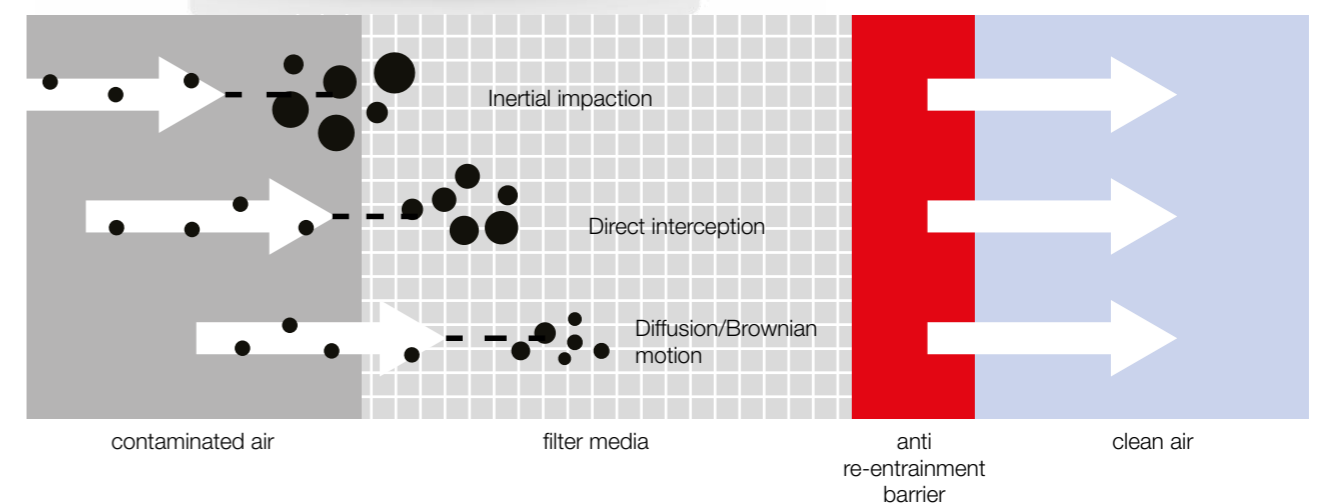 Inertial impaction
Direct interception
Diffusion/Brownian
motion
contaminated air
filter media
anti
re-entrainment
barrier
clean air